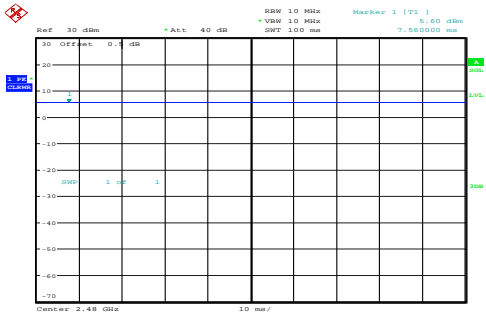 RBW 10 MHz
Marker 1 [T1 ]
* VBW 10 MHz
5.60 dBm
Ref 30 dBm
* Att 40 dB
SWT 100 ms
7.560000 ms
30 Offset 0.5 dB
A
20
SGL
1 PK *
CLRWR
10
LVL
1
0
-10
-20
SWP 1 of 1
3DB
-30
-40
-50
-60
-70
Center 2.48 GHz
10 ms/